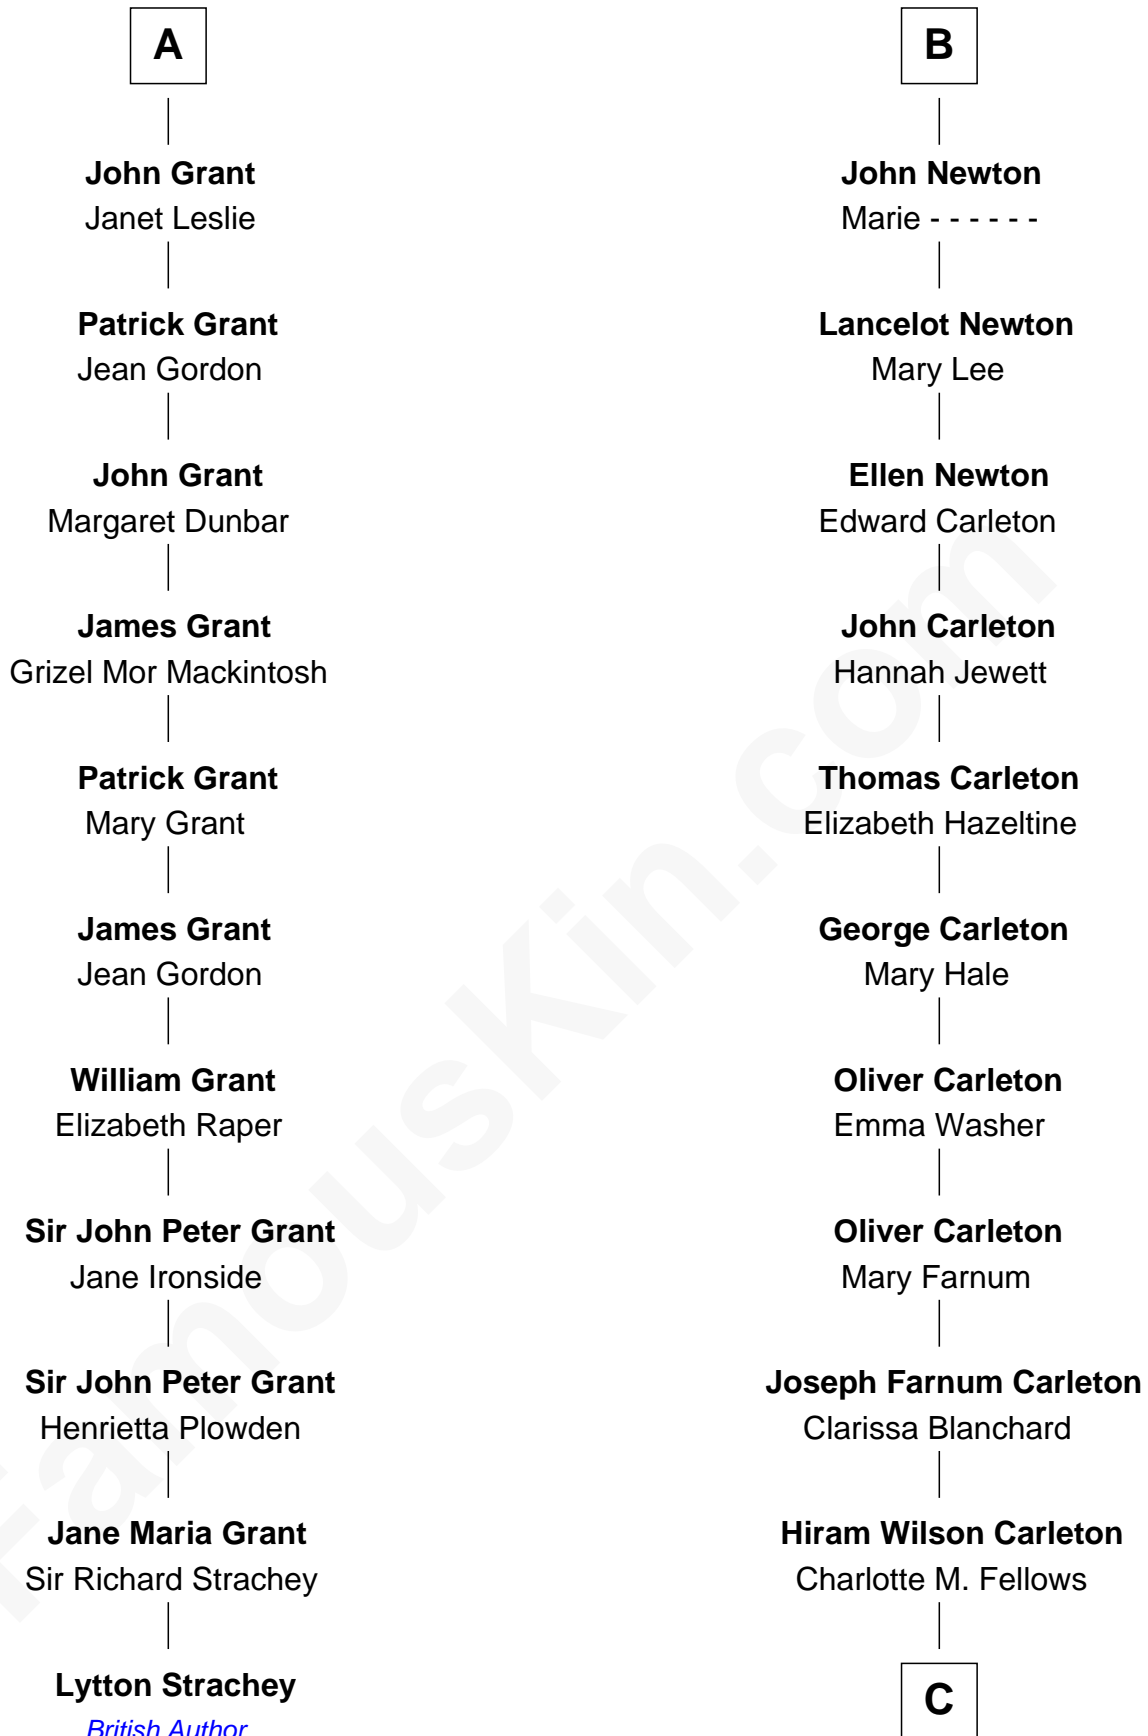 A
John Grant
Janet Leslie
Patrick Grant
Jean Gordon
John Grant
Margaret Dunbar
James Grant
Grizel Mor Mackintosh
Patrick Grant
Mary Grant
James Grant
Jean Gordon
William Grant
Elizabeth Raper
Sir John Peter Grant
Jane Ironside
Sir John Peter Grant
Henrietta Plowden
Jane Maria Grant
Sir Richard Strachey
Lytton Strachey
British Author
B
John Newton
Marie - - - - - -
Lancelot Newton
Mary Lee
Ellen Newton
Edward Carleton
John Carleton
Hannah Jewett
Thomas Carleton
Elizabeth Hazeltine
George Carleton
Mary Hale
Oliver Carleton
Emma Washer
Oliver Carleton
Mary Farnum
Joseph Farnum Carleton
Clarissa Blanchard
Hiram Wilson Carleton
Charlotte M. Fellows
C
FamousKin.com